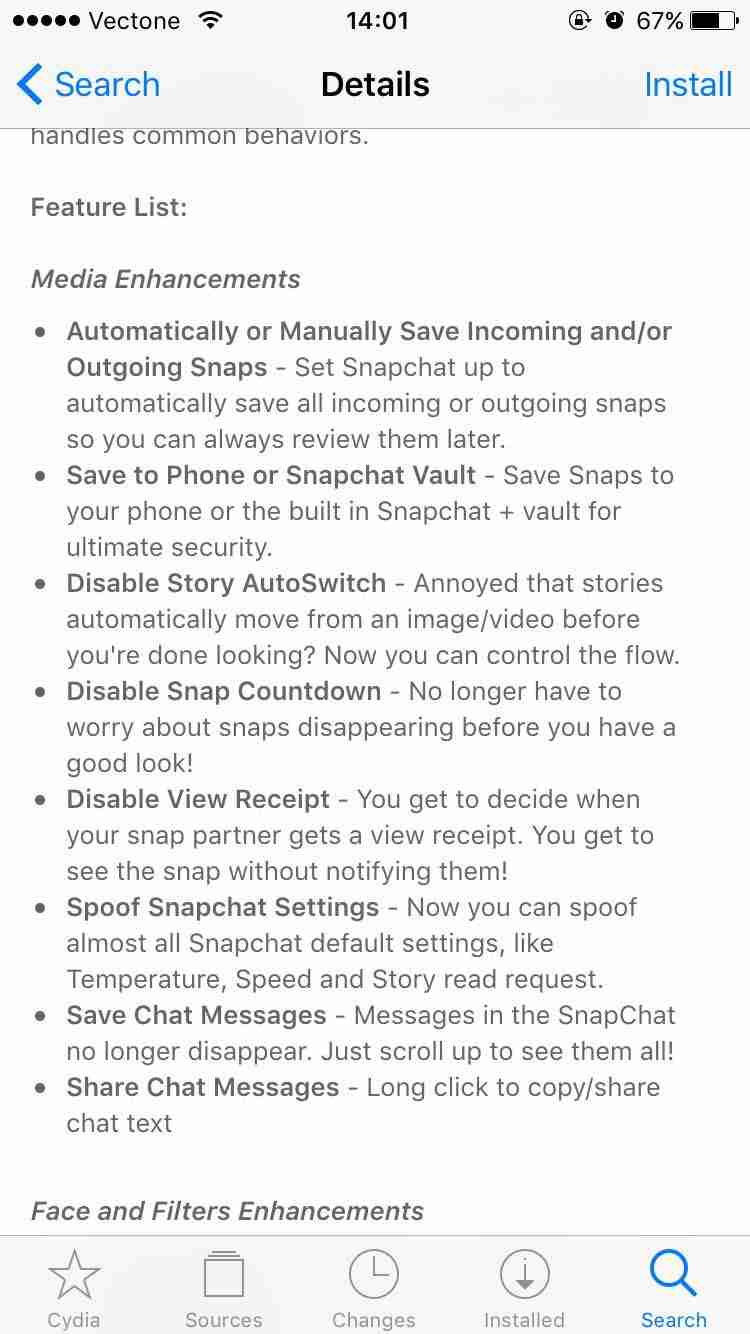 Vectone 14:01 67%
Search Details Install
handles common behaviors.
Feature List:
Media Enhancements
• Automatically or Manually Save Incoming and/or
Outgoing Snaps - Set Snapchat up to
automatically save all incoming or outgoing snaps
so you can always review them later.
• Save to Phone or Snapchat Vault - Save Snaps to
your phone or the built in Snapchat + vault for
ultimate security.
• Disable Story AutoSwitch - Annoyed that stories
automatically move from an image/video before
you're done looking? Now you can control the flow.
• Disable Snap Countdown - No longer have to
worry about snaps disappearing before you have a
good look!
• Disable View Receipt - You get to decide when
your snap partner gets a view receipt. You get to
see the snap without notifying them!
• Spoof Snapchat Settings - Now you can spoof
almost all Snapchat default settings, like
Temperature, Speed and Story read request.
• Save Chat Messages - Messages in the SnapChat
no longer disappear. Just scroll up to see them all!
• Share Chat Messages - Long click to copy/share
chat text
Face and Filters Enhancements
Cydia Sources Changes Installed Search